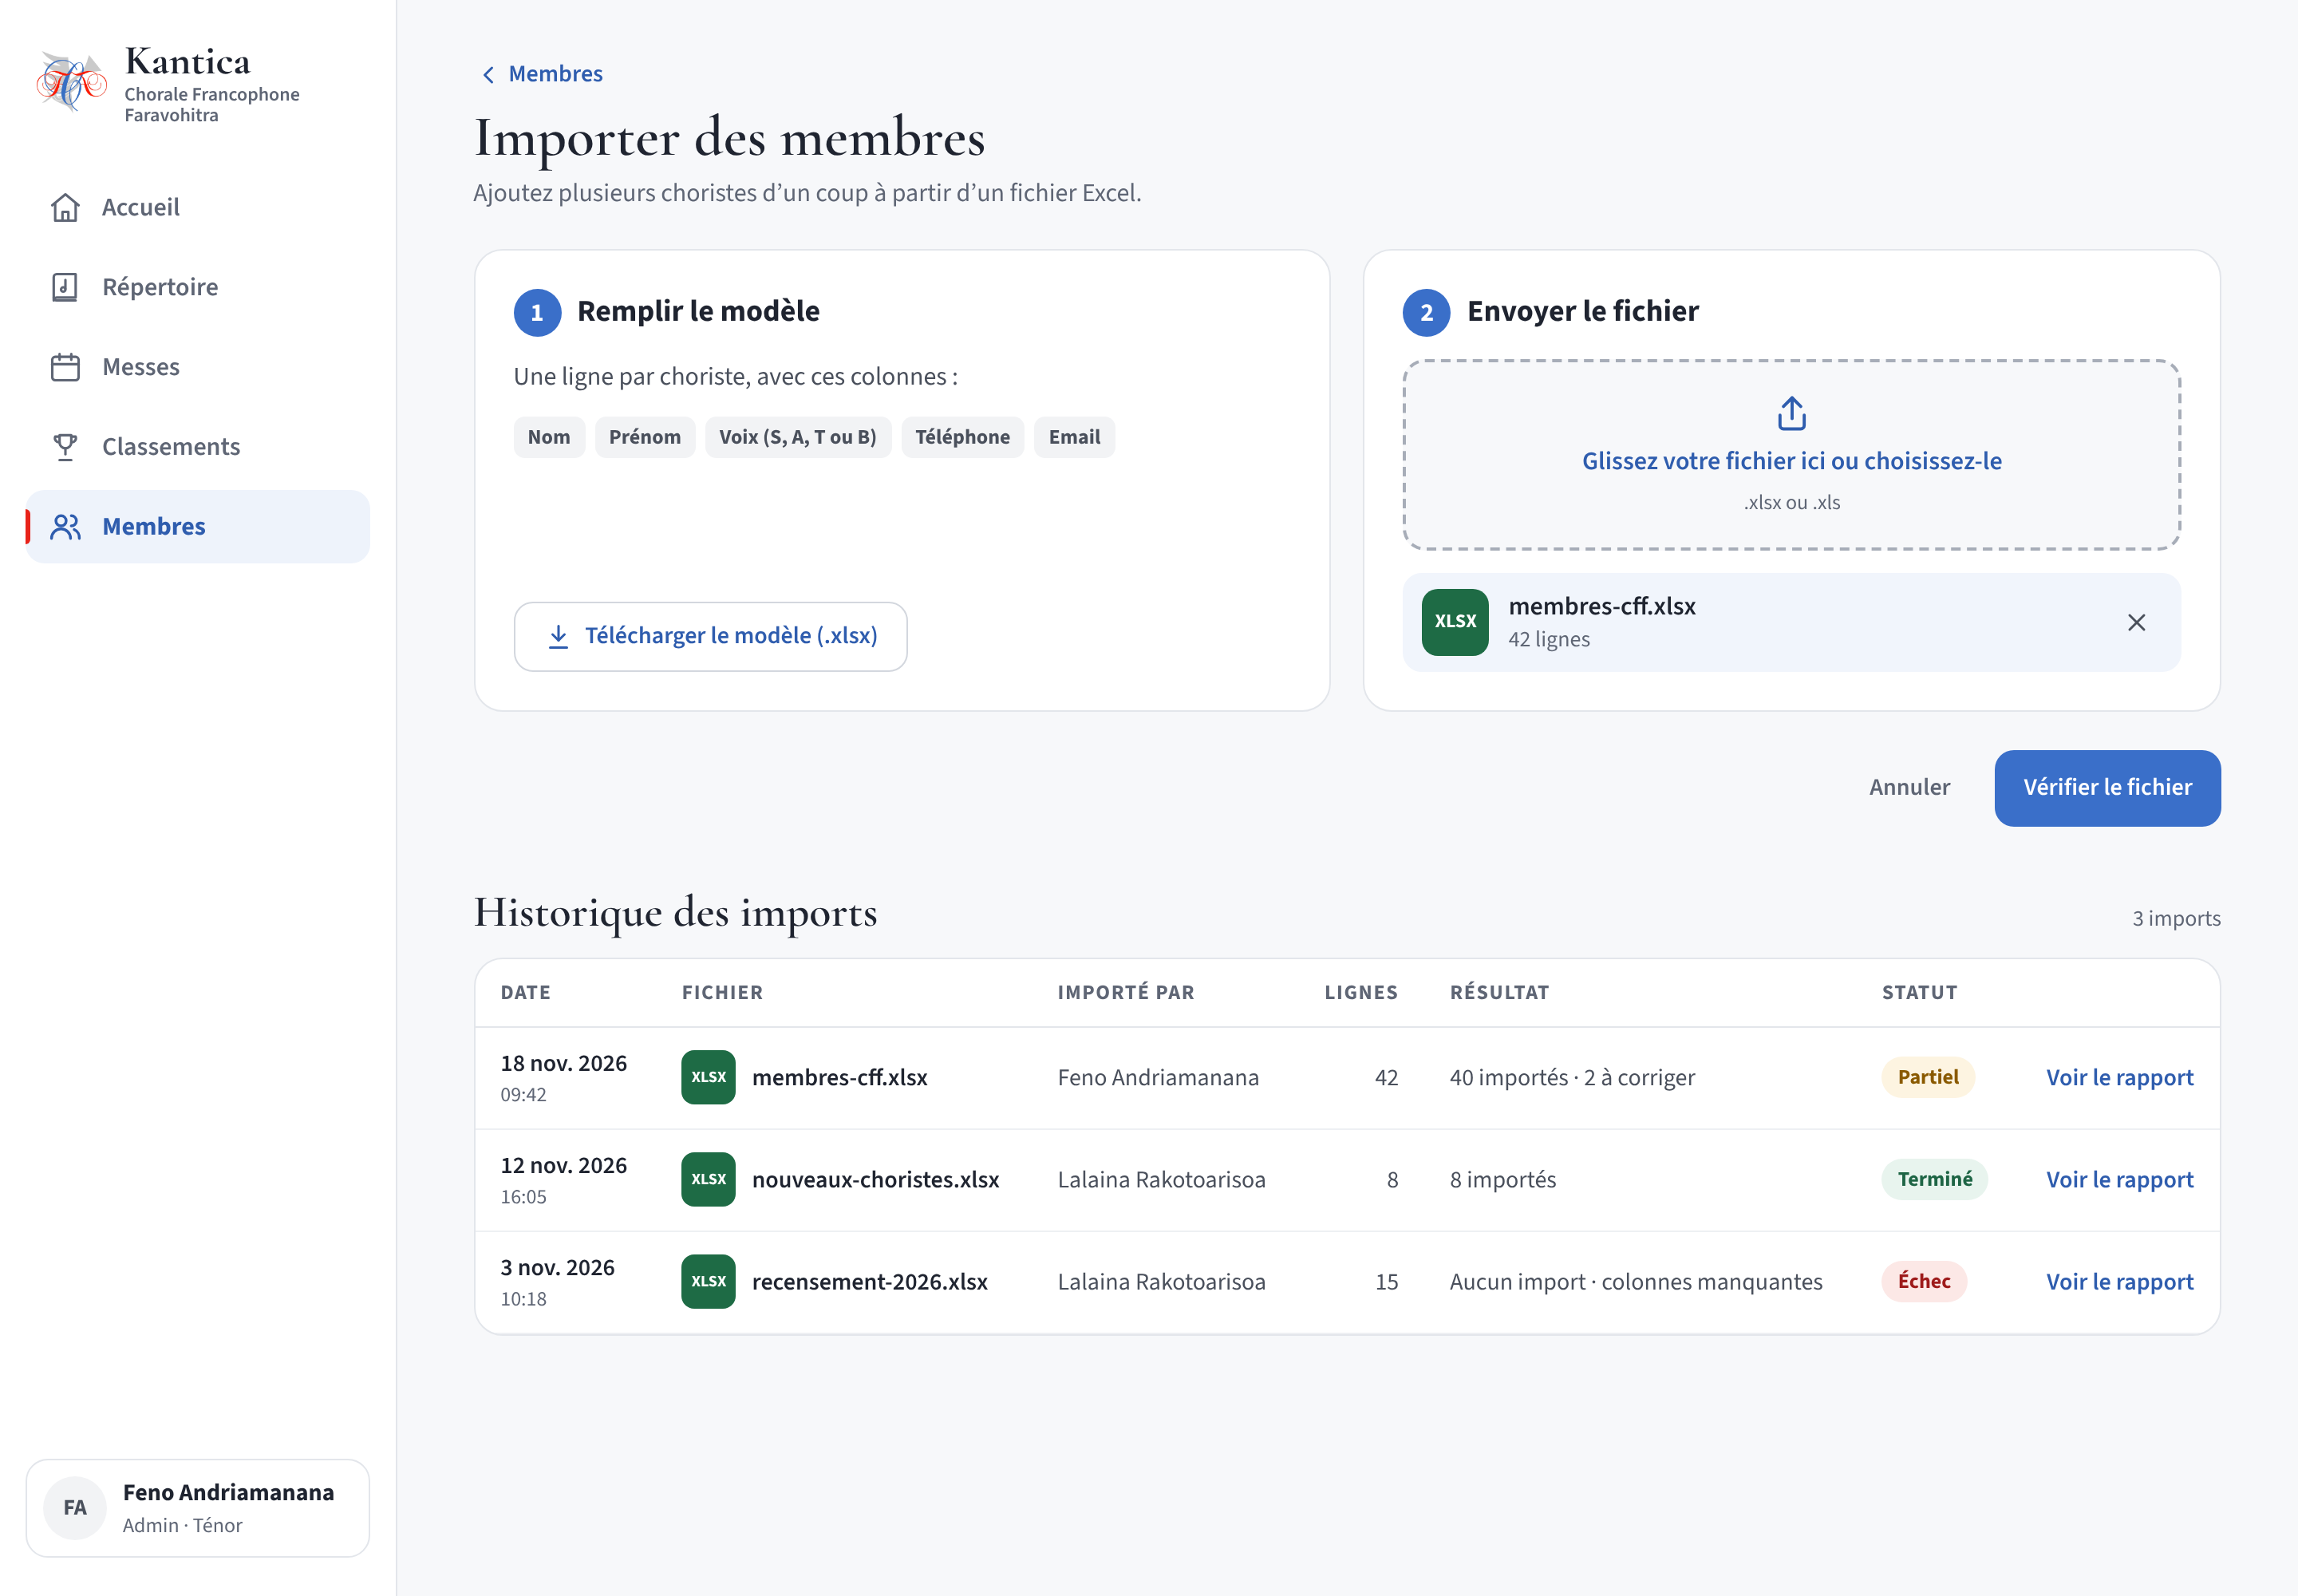 Kantica
Chorale Francophone
Faravohitra
Accueil
Répertoire
Messes
Classements
Membres
FA
Feno Andriamanana
Admin · Ténor
Membres
Importer des membres
Ajoutez plusieurs choristes d’un coup à partir d’un fichier Excel.
1 Remplir le modèle
Une ligne par choriste, avec ces colonnes :
Nom Prénom Voix (S, A, T ou B) Téléphone Email
Télécharger le modèle (.xlsx)
2 Envoyer le fichier
Glissez votre fichier ici ou choisissez-le
.xlsx ou .xls
XLSX
membres-cff.xlsx
42 lignes
Annuler Vérifier le fichier
Historique des imports
3 imports
DATE FICHIER IMPORTÉ PAR LIGNES RÉSULTAT STATUT
18 nov. 2026
09:42
XLSX membres-cff.xlsx Feno Andriamanana 42 40 importés · 2 à corriger Partiel Voir le rapport
12 nov. 2026
16:05
XLSX nouveaux-choristes.xlsx Lalaina Rakotoarisoa 8 8 importés Terminé Voir le rapport
3 nov. 2026
10:18
XLSX recensement-2026.xlsx Lalaina Rakotoarisoa 15 Aucun import · colonnes manquantes Échec Voir le rapport